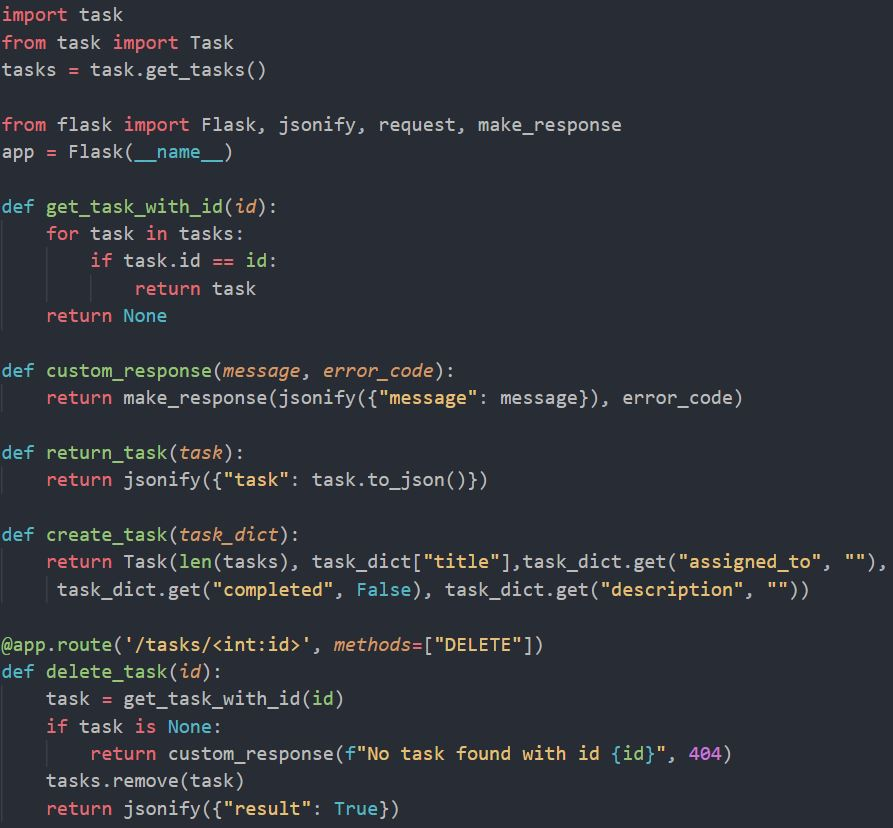 import task
from task import Task
tasks = task.get_tasks()

from flask import Flask, jsonify, request, make_response
app = Flask(__name__)

def get_task_with_id(id):
    for task in tasks:
        if task.id == id:
            return task
    return None

def custom_response(message, error_code):
    return make_response(jsonify({"message": message}), error_code)

def return_task(task):
    return jsonify({"task": task.to_json()})

def create_task(task_dict):
    return Task(len(tasks), task_dict["title"],task_dict.get("assigned_to", ""),
     task_dict.get("completed", False), task_dict.get("description", ""))

@app.route('/tasks/<int:id>', methods=["DELETE"])
def delete_task(id):
    task = get_task_with_id(id)
    if task is None:
        return custom_response(f"No task found with id {id}", 404)
    tasks.remove(task)
    return jsonify({"result": True})